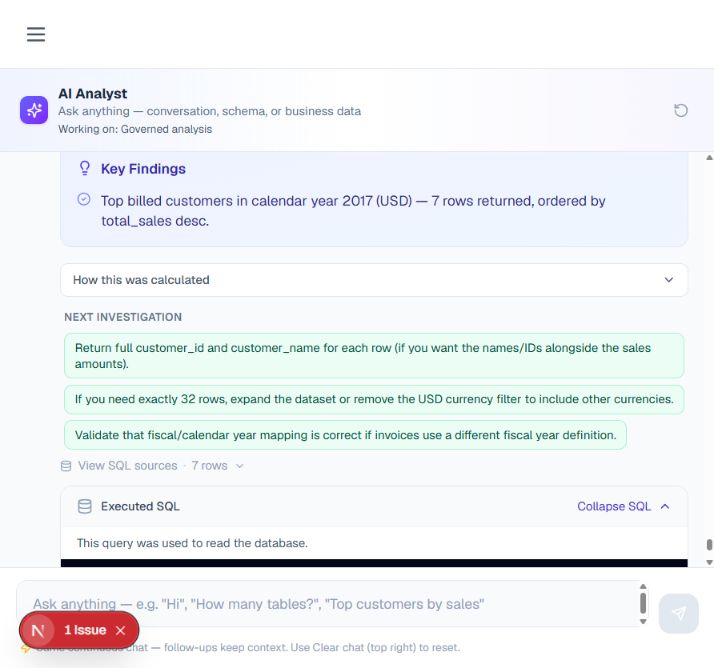 AI Analyst
Ask anything — conversation, schema, or business data
Working on: Governed analysis
Key Findings
Top billed customers in calendar year 2017 (USD) — 7 rows returned, ordered by
total_sales desc.
How this was calculated
NEXT INVESTIGATION
Return full customer_id and customer_name for each row (if you want the names/IDs alongside the sales
amounts).
If you need exactly 32 rows, expand the dataset or remove the USD currency filter to include other currencies.
Validate that fiscal/calendar year mapping is correct if invoices use a different fiscal year definition.
View SQL sources · 7 rows
Executed SQL
Collapse SQL
This query was used to read the database.
Ask anything — e.g. "Hi", "How many tables?", "Top customers by sales"
N 1 Issue
chat — follow-ups keep context. Use Clear chat (top right) to reset.